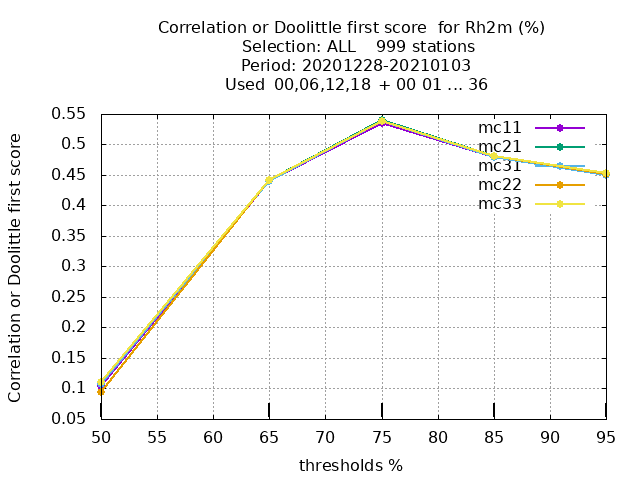 Correlation or Doolittle first score  for Rh2m (%)
Selection: ALL    999 stations
Period: 20201228-20210103
Used  00,06,12,18  + 00 01 ... 36
Correlation or Doolittle first score
0.55
0.5
0.45
0.4
0.35
0.3
0.25
0.2
0.15
0.1
0.05
mc11
mc21
mc31
mc22
mc33
50 55 60 65 70 75 80 85 90 95
thresholds %